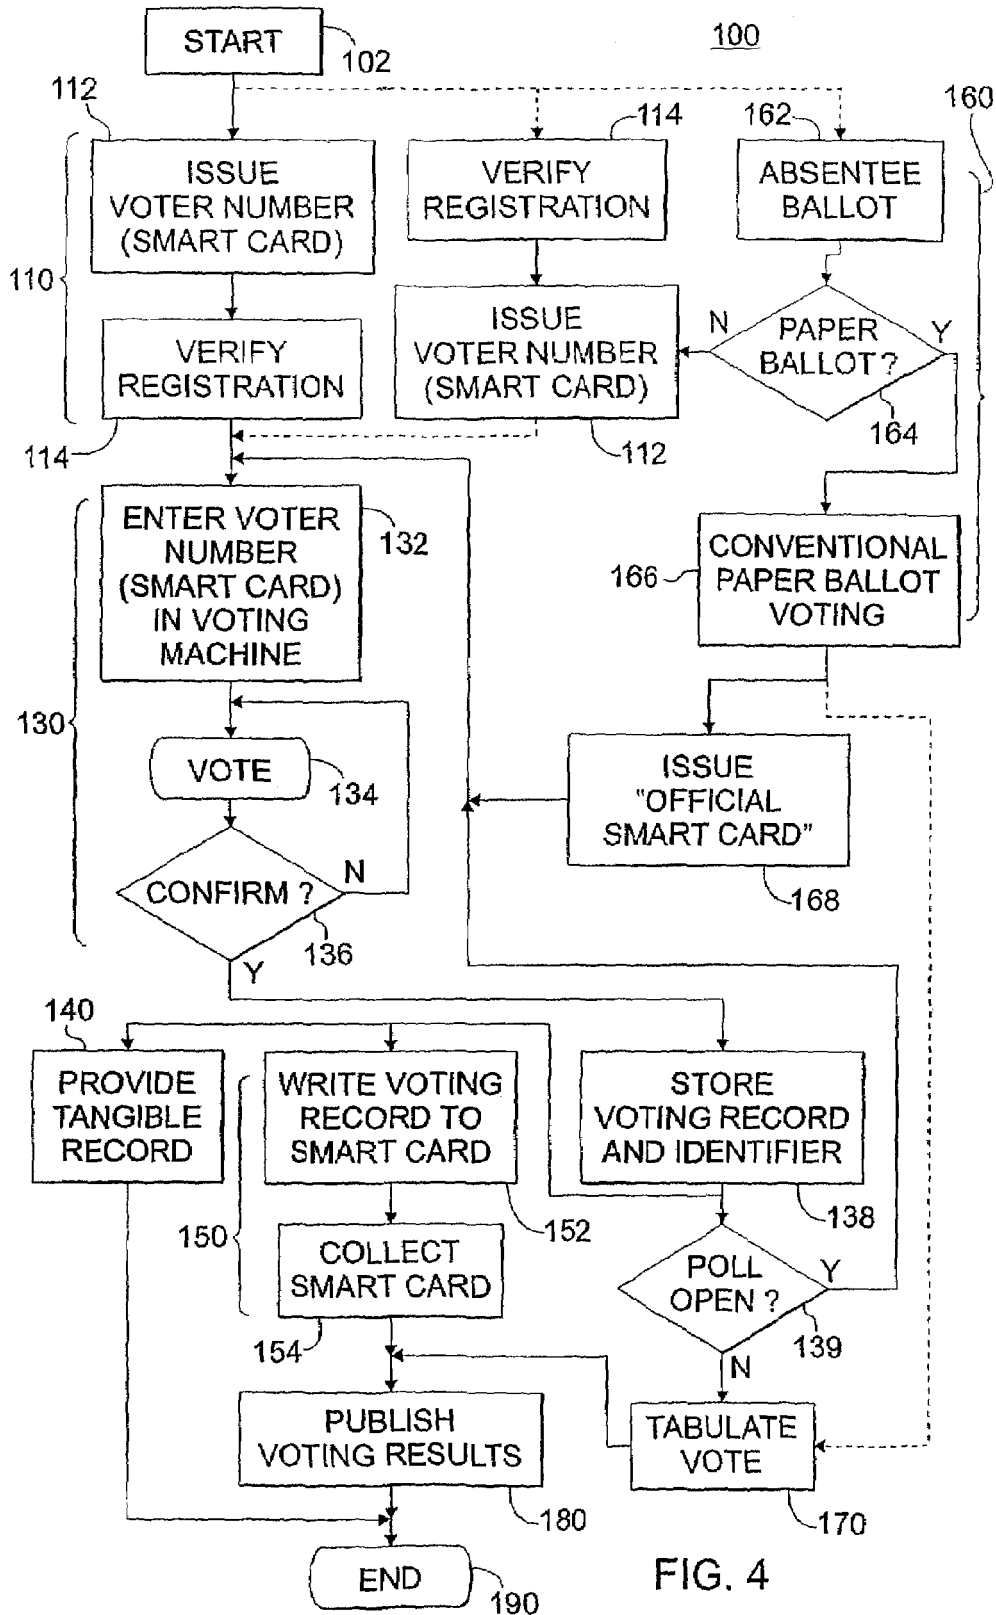 START
102
100
112
114
162
160
ISSUE
VOTER NUMBER
(SMART CARD)
VERIFY
REGISTRATION
ABSENTEE
BALLOT
110
VERIFY
REGISTRATION
114
ISSUE
VOTER NUMBER
(SMART CARD)
112
N
PAPER
BALLOT?
Y
164
ENTER VOTER
NUMBER
(SMART CARD)
IN VOTING
MACHINE
132
166
CONVENTIONAL
PAPER BALLOT
VOTING
130
VOTE
134
ISSUE
"OFFICIAL
SMART CARD"
168
CONFIRM ?
N
136
Y
140
PROVIDE
TANGIBLE
RECORD
WRITE VOTING
RECORD TO
SMART CARD
152
STORE
VOTING RECORD
AND IDENTIFIER
138
150
COLLECT
SMART CARD
154
POLL
OPEN ?
Y
139
N
PUBLISH
VOTING RESULTS
180
TABULATE
VOTE
170
END
190
FIG. 4